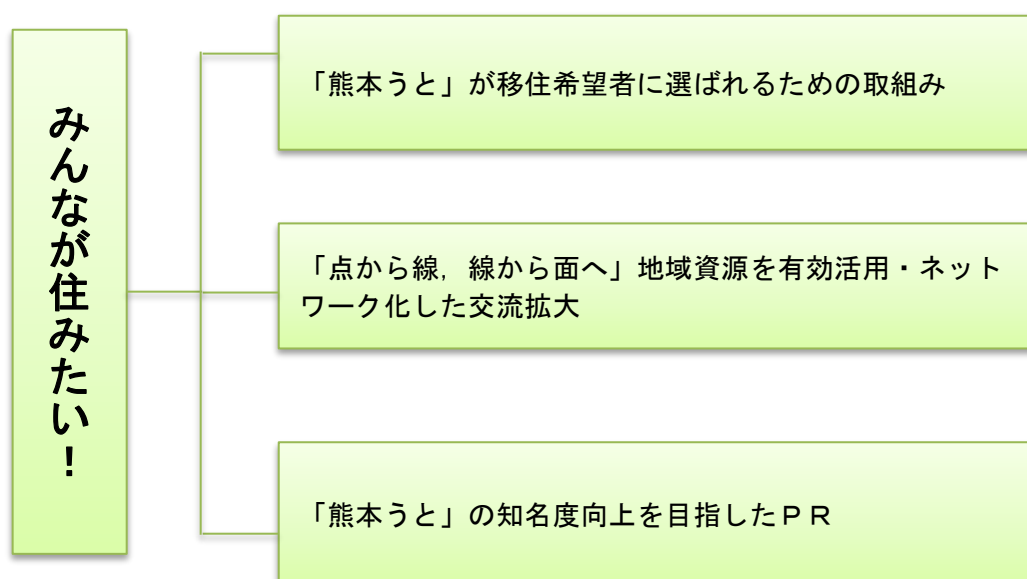 みんなが住みたい！
「熊本うと」が移住希望者に選ばれるための取組み
「点から線，線から面へ」地域資源を有効活用・ネット
ワーク化した交流拡大
「熊本うと」の知名度向上を目指したＰＲ